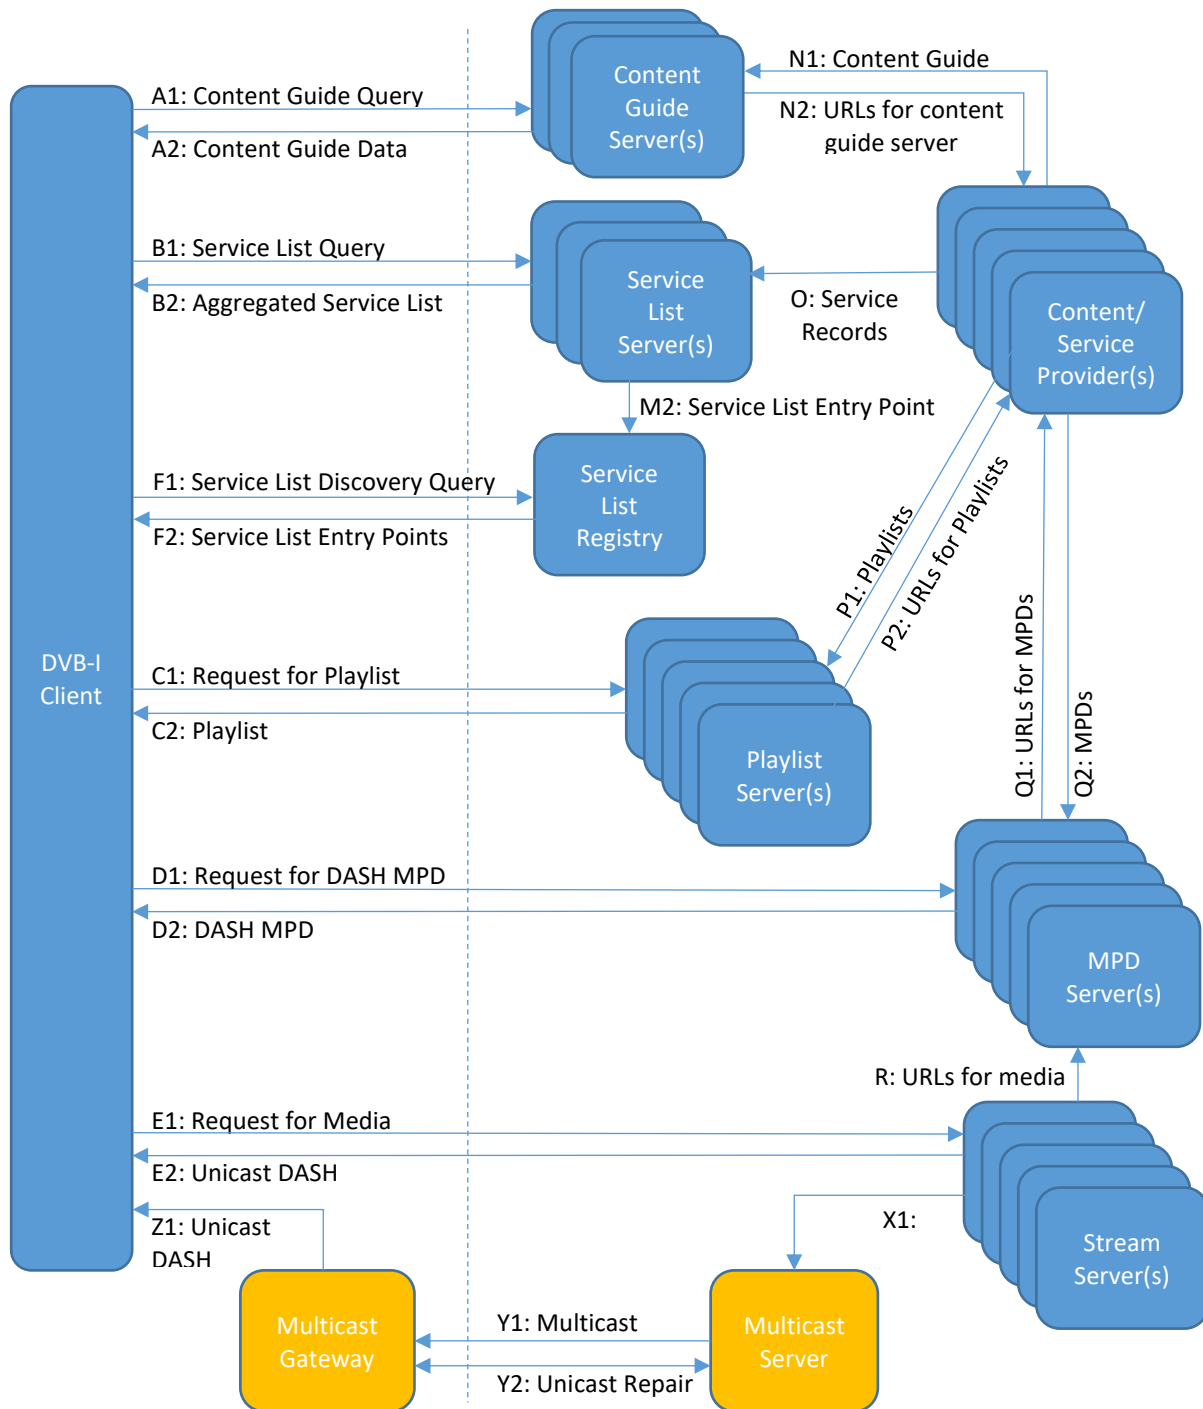 N1: Content Guide
Content
Guide
Server(s)
A1: Content Guide Query
N2: URLs for content
guide server
A2: Content Guide Data
B1: Service List Query
Service
List
Server(s)
B2: Aggregated Service List
O: Service
Records
Content/
Service
Provider(s)
M2: Service List Entry Point
F1: Service List Discovery Query
Service
List
Registry
F2: Service List Entry Points
P1: Playlists
P2: URLs for Playlists
Q1: URLs for MPDs
Q2: MPDs
DVB-I
Client
C1: Request for Playlist
C2: Playlist
Playlist
Server(s)
D1: Request for DASH MPD
D2: DASH MPD
MPD
Server(s)
R: URLs for media
E1: Request for Media
E2: Unicast DASH
Z1: Unicast
DASH
X1:
Stream
Server(s)
Multicast
Gateway
Y1: Multicast
Y2: Unicast Repair
Multicast
Server